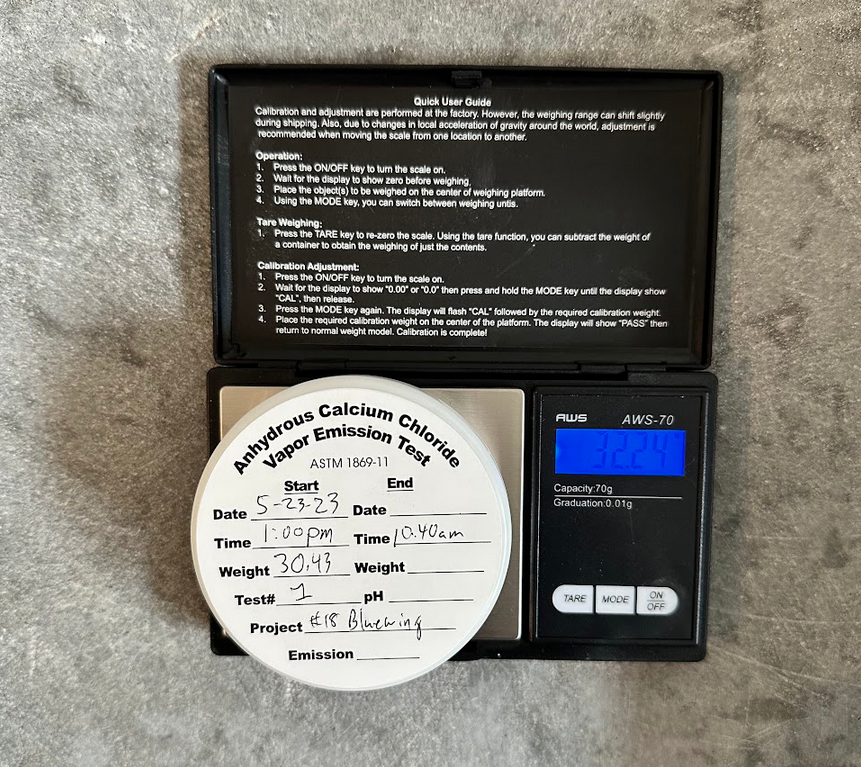 Quick User Guide
Calibration and adjustment are performed at the factory. However, the weighing range can shift slightly
during shipping. Also, due to changes in local acceleration of gravity around the world, adjustment is
recommended when moving the scale from one location to another.
Operation:
1. Press the ON/OFF key to turn the scale on.
2. Wait for the display to show zero before weighing.
3. Place the object(s) to be weighed on the center of weighing platform.
4. Using the MODE key, you can switch between weighing untis.
Tare Weighing:
1. Press the TARE key to re-zero the scale. Using the tare function, you can subtract the weight of
a container to obtain the weighing of just the contents.
Calibration Adjustment:
1. Press the ON/OFF key to turn the scale on.
2. Wait for the display to show "0.00" or "0.0" then press and hold the MODE key until the display show
"CAL", then release.
3. Press the MODE key again. The display will flash "CAL" followed by the required calibration weight.
4. Place the required calibration weight on the center of the platform. The display will show "PASS" then
return to normal weight model. Calibration is complete!
Anhydrous Calcium Chloride
Vapor Emission Test
ASTM 1869-11
Start End
Date 5-23-23 Date
Time 1:00pm Time 10.40am
Weight 30.43 Weight
Test# 1 pH
Project #18 Bluewing
Emission
AWS AWS-70
32.24
Capacity:70g
Graduation:0.01g
TARE MODE ON
OFF